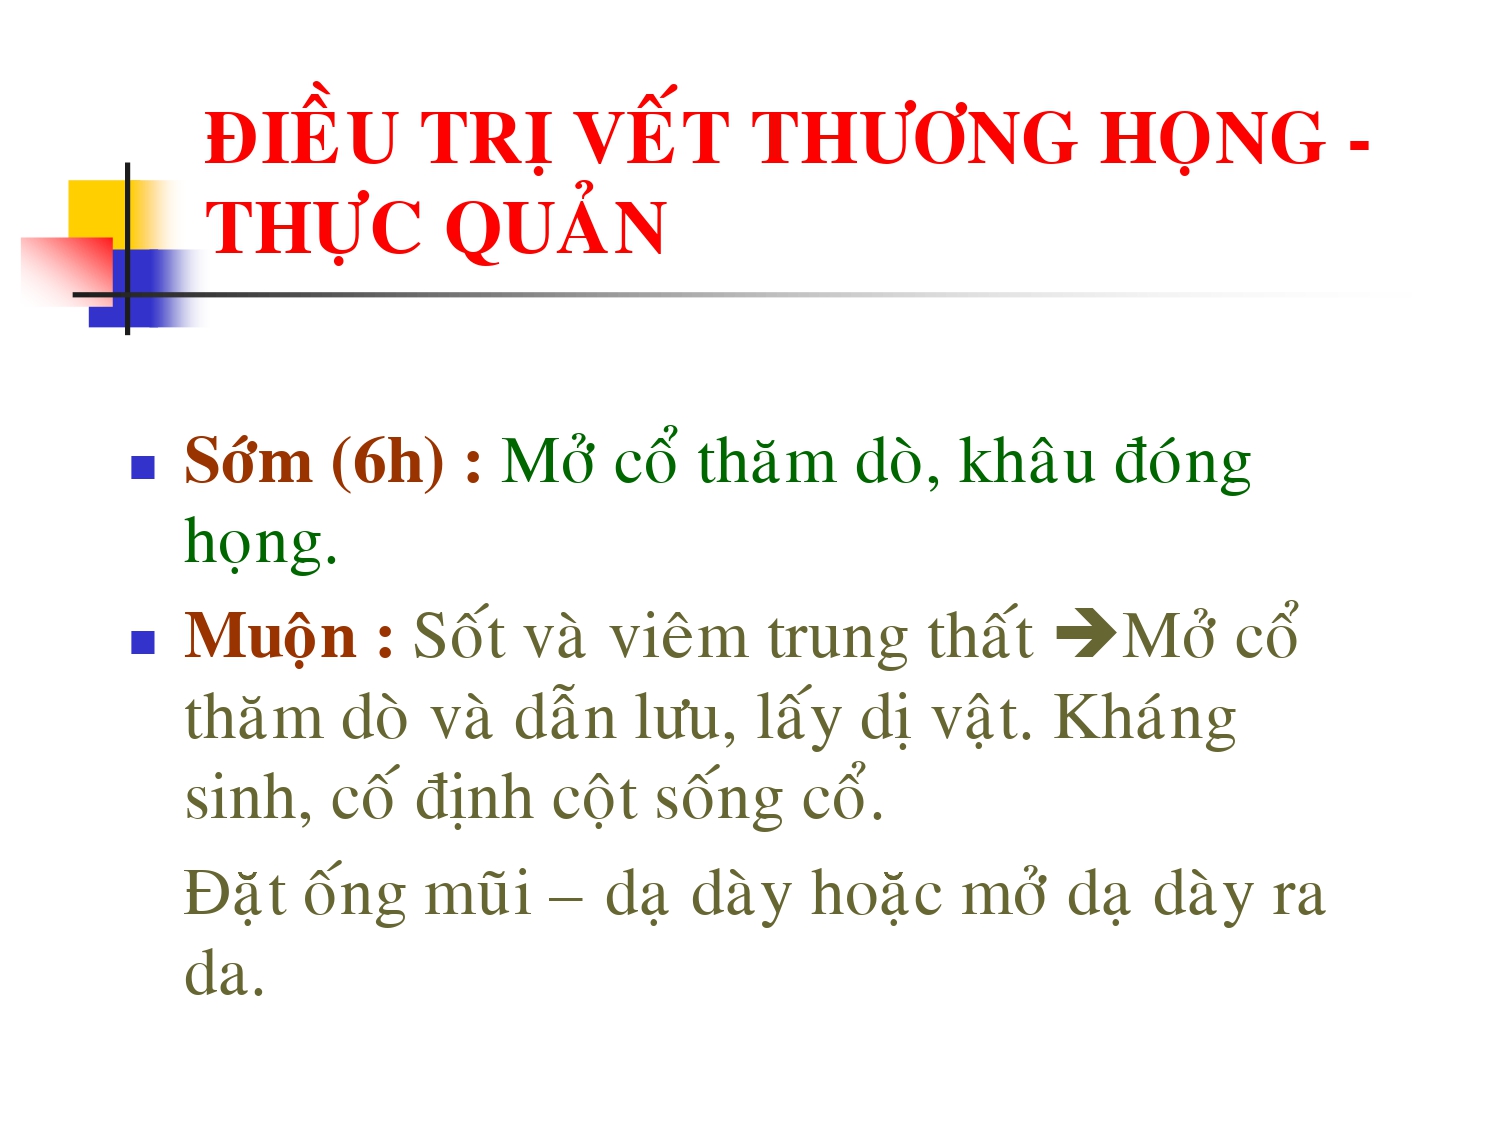 ĐIỀU TRỊ VẾT THƯƠNG HỌNG -
THỰC QUẢN
Sớm (6h) : Mở cổ thăm dò, khâu đóng
họng.
Muộn : Sốt và viêm trung thất ➔Mở cổ
thăm dò và dẫn lưu, lấy dị vật. Kháng
sinh, cố định cột sống cổ.
Đặt ống mũi – dạ dày hoặc mở dạ dày ra
da.